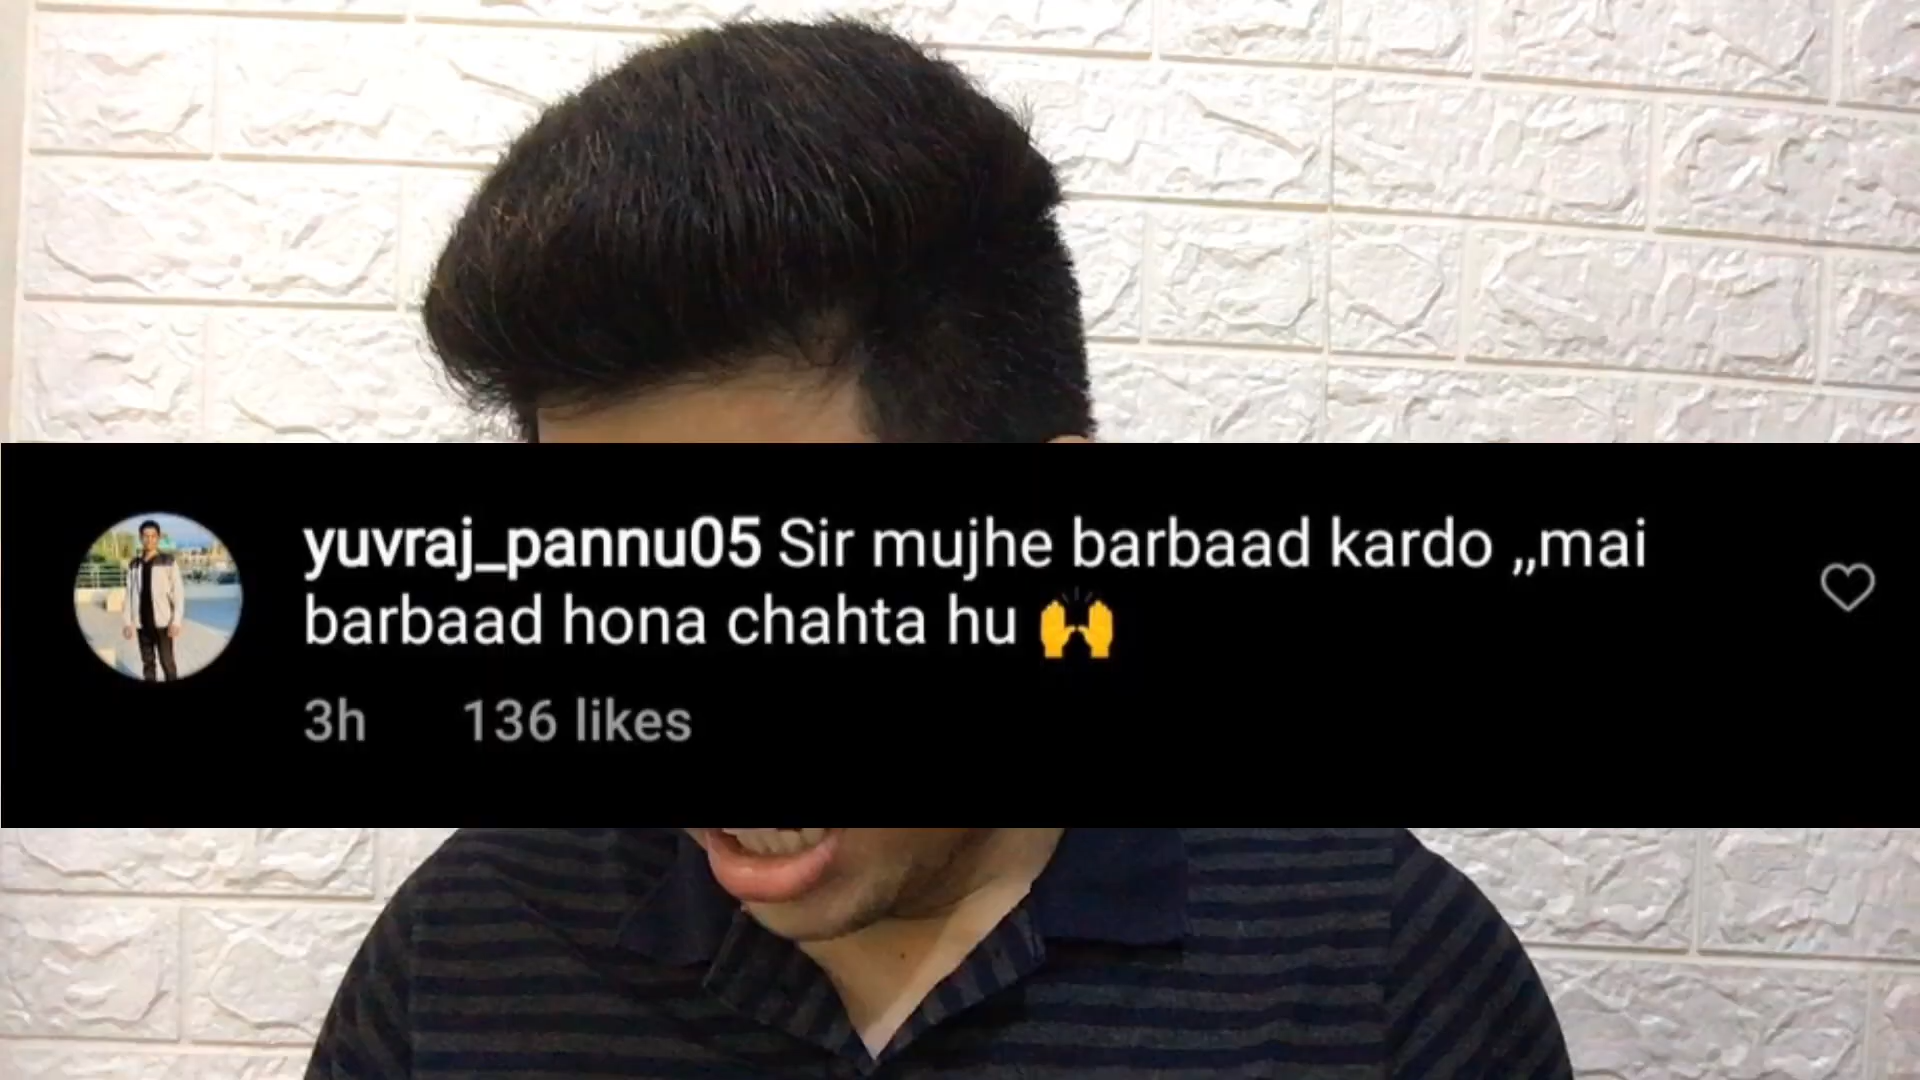 yuvraj_pannu05 Sir mujhe barbaad kardo ,,mai
barbaad hona chahta hu 🙌
3h 136 likes